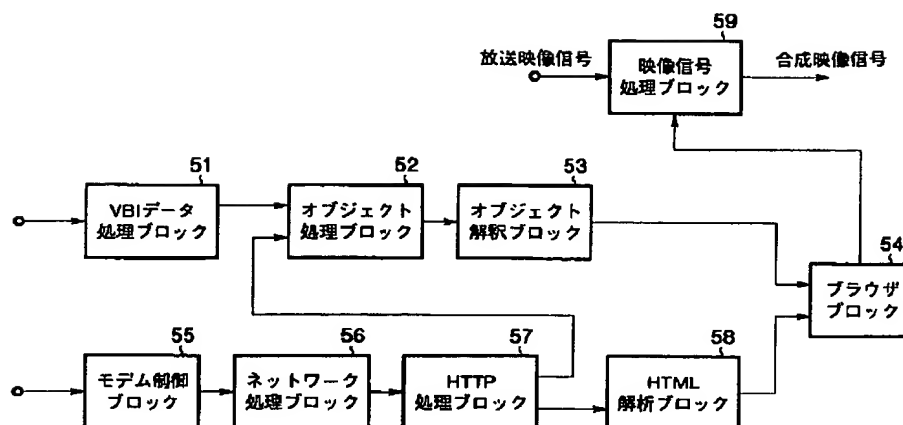 59
放送映像信号
映像信号
処理ブロック
合成映像信号
51
VBIデータ
処理ブロック
52
オブジェクト
処理ブロック
53
オブジェクト
解釈ブロック
54
ブラウザ
ブロック
55
モデム制御
ブロック
56
ネットワーク
処理ブロック
57
HTTP
処理ブロック
58
HTML
解析ブロック